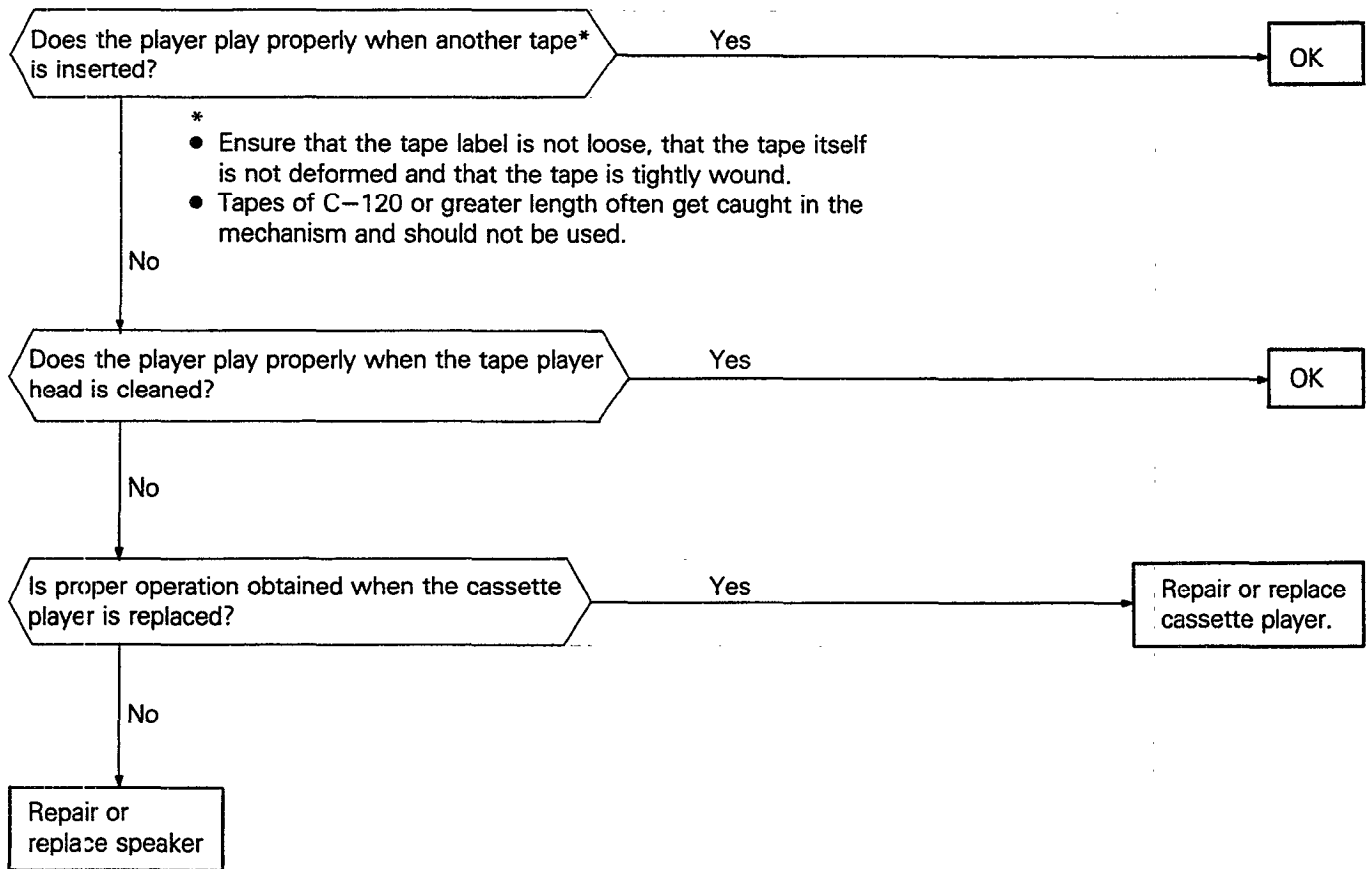 Does the player play properly when another tape*
is inserted?
Yes
OK
*
● Ensure that the tape label is not loose, that the tape itself
is not deformed and that the tape is tightly wound.
● Tapes of C-120 or greater length often get caught in the
mechanism and should not be used.
No
Does the player play properly when the tape player
head is cleaned?
Yes
OK
No
Is proper operation obtained when the cassette
player is replaced?
Yes
Repair or replace
cassette player.
No
Repair or
replace speaker